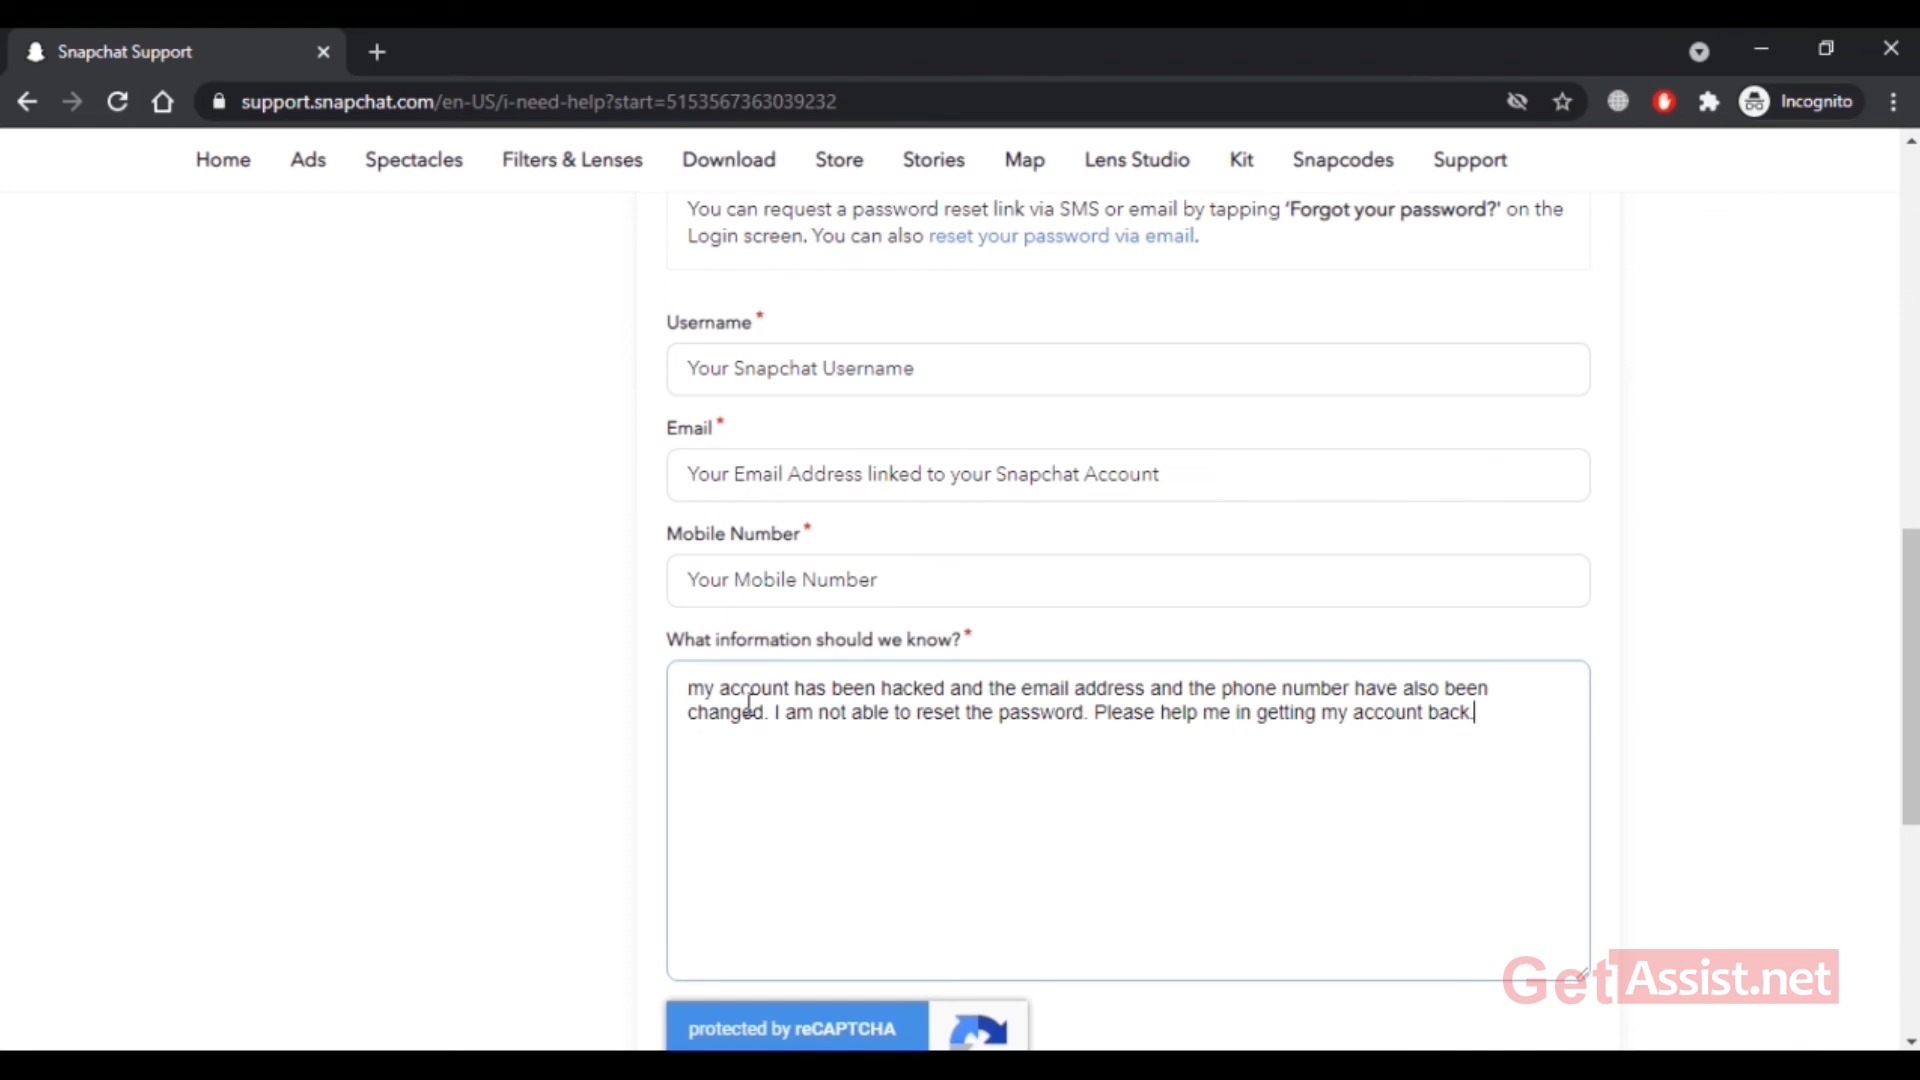 Snapchat Support
support.snapchat.com/en-US/i-need-help?start=5153567363039232
Incognito
Home Ads Spectacles Filters & Lenses Download Store Stories Map Lens Studio Kit Snapcodes Support
You can request a password reset link via SMS or email by tapping 'Forgot your password?' on the
Login screen. You can also reset your password via email.
Username *
Your Snapchat Username
Email *
Your Email Address linked to your Snapchat Account
Mobile Number *
Your Mobile Number
What information should we know? *
my account has been hacked and the email address and the phone number have also been
changed. I am not able to reset the password. Please help me in getting my account back.
GetAssist.net
protected by reCAPTCHA